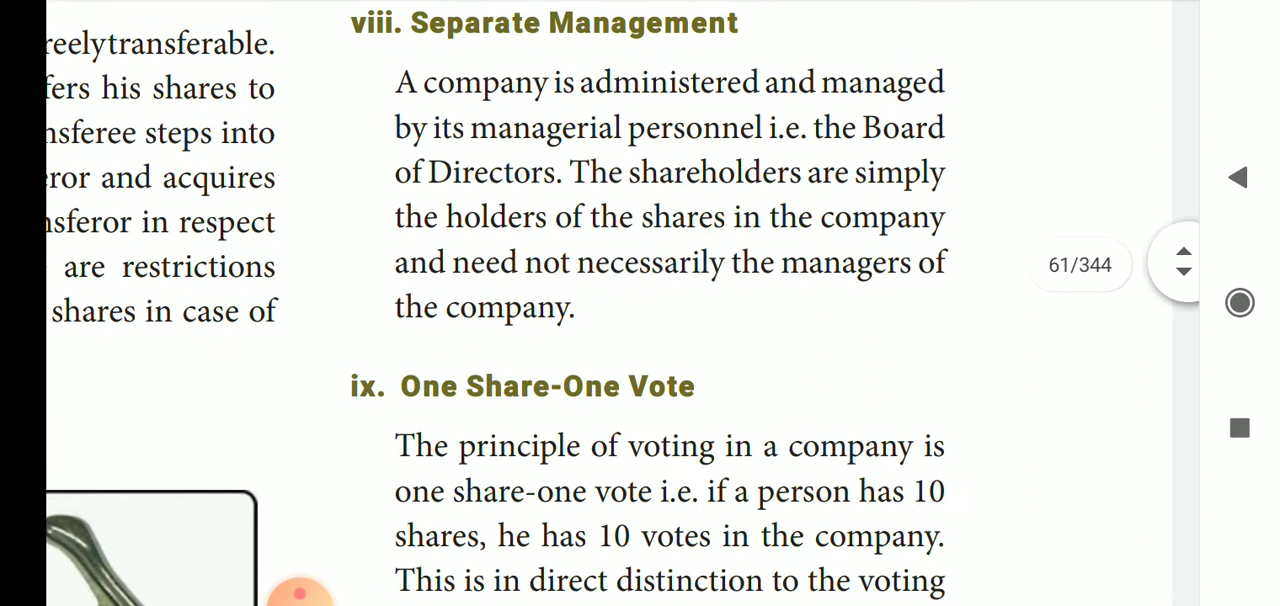 reelytransferable.
fers his shares to
nsferee steps into
ror and acquires
nsferor in respect
are restrictions
shares in case of
viii. Separate Management
A company is administered and managed
by its managerial personnel i.e. the Board
of Directors. The shareholders are simply
the holders of the shares in the company
and need not necessarily the managers of
the company.
ix. One Share-One Vote
The principle of voting in a company is
one share-one vote i.e. if a person has 10
shares, he has 10 votes in the company.
This is in direct distinction to the voting
61/344